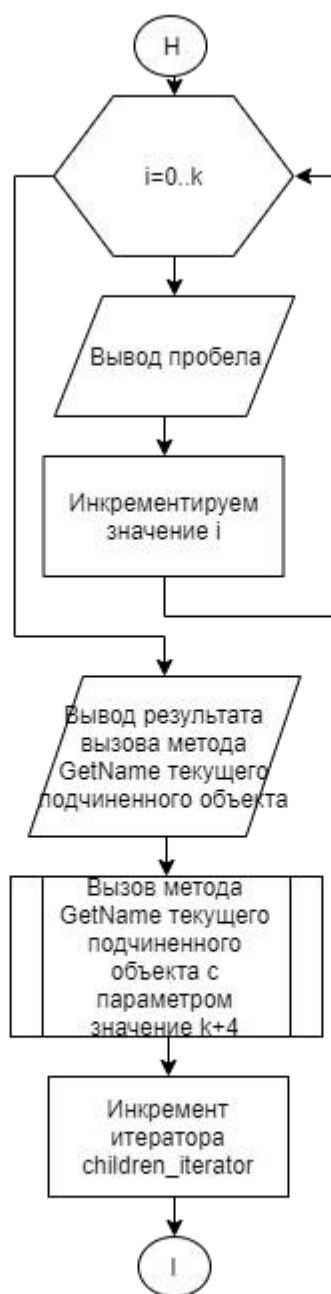 Н
i=0..k
Вывод пробела
Инкрементируем
значение i
Вывод результата
вызова метода
GetName текущего
подчиненного объекта
Вызов метода
GetName текущего
подчиненного
объекта с
параметром
значение k+4
Инкремент
итератора
children_iterator
I